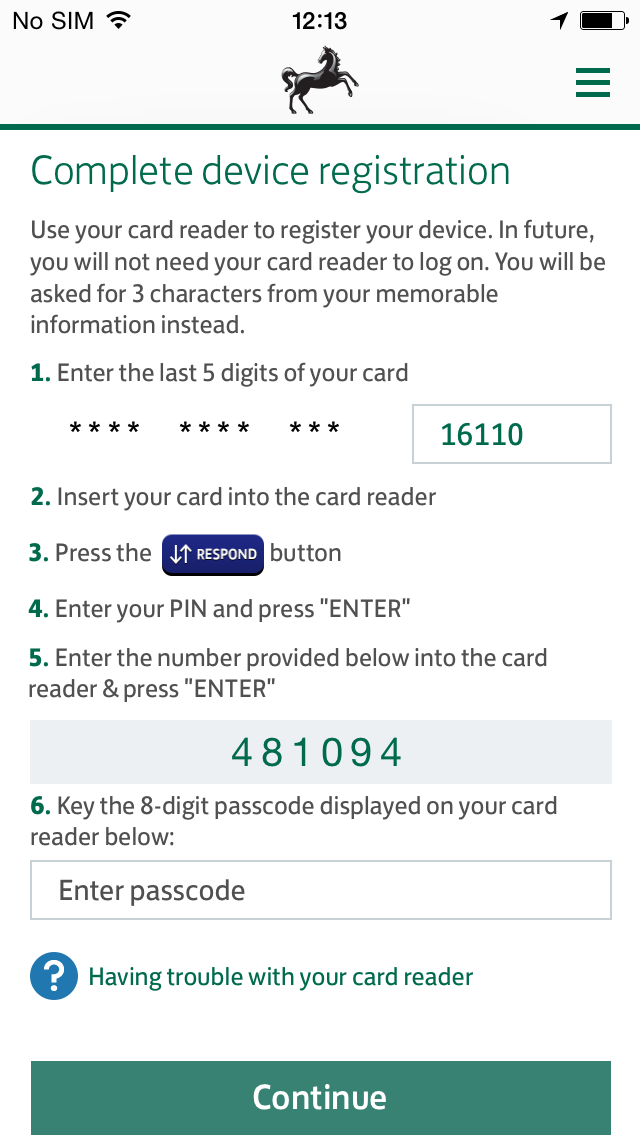 No SIM 12:13
Complete device registration
Use your card reader to register your device. In future,
you will not need your card reader to log on. You will be
asked for 3 characters from your memorable
information instead.
1. Enter the last 5 digits of your card
**** **** *** 16110
2. Insert your card into the card reader
3. Press the RESPOND button
4. Enter your PIN and press "ENTER"
5. Enter the number provided below into the card
reader & press "ENTER"
481094
6. Key the 8-digit passcode displayed on your card
reader below:
Enter passcode
? Having trouble with your card reader
Continue